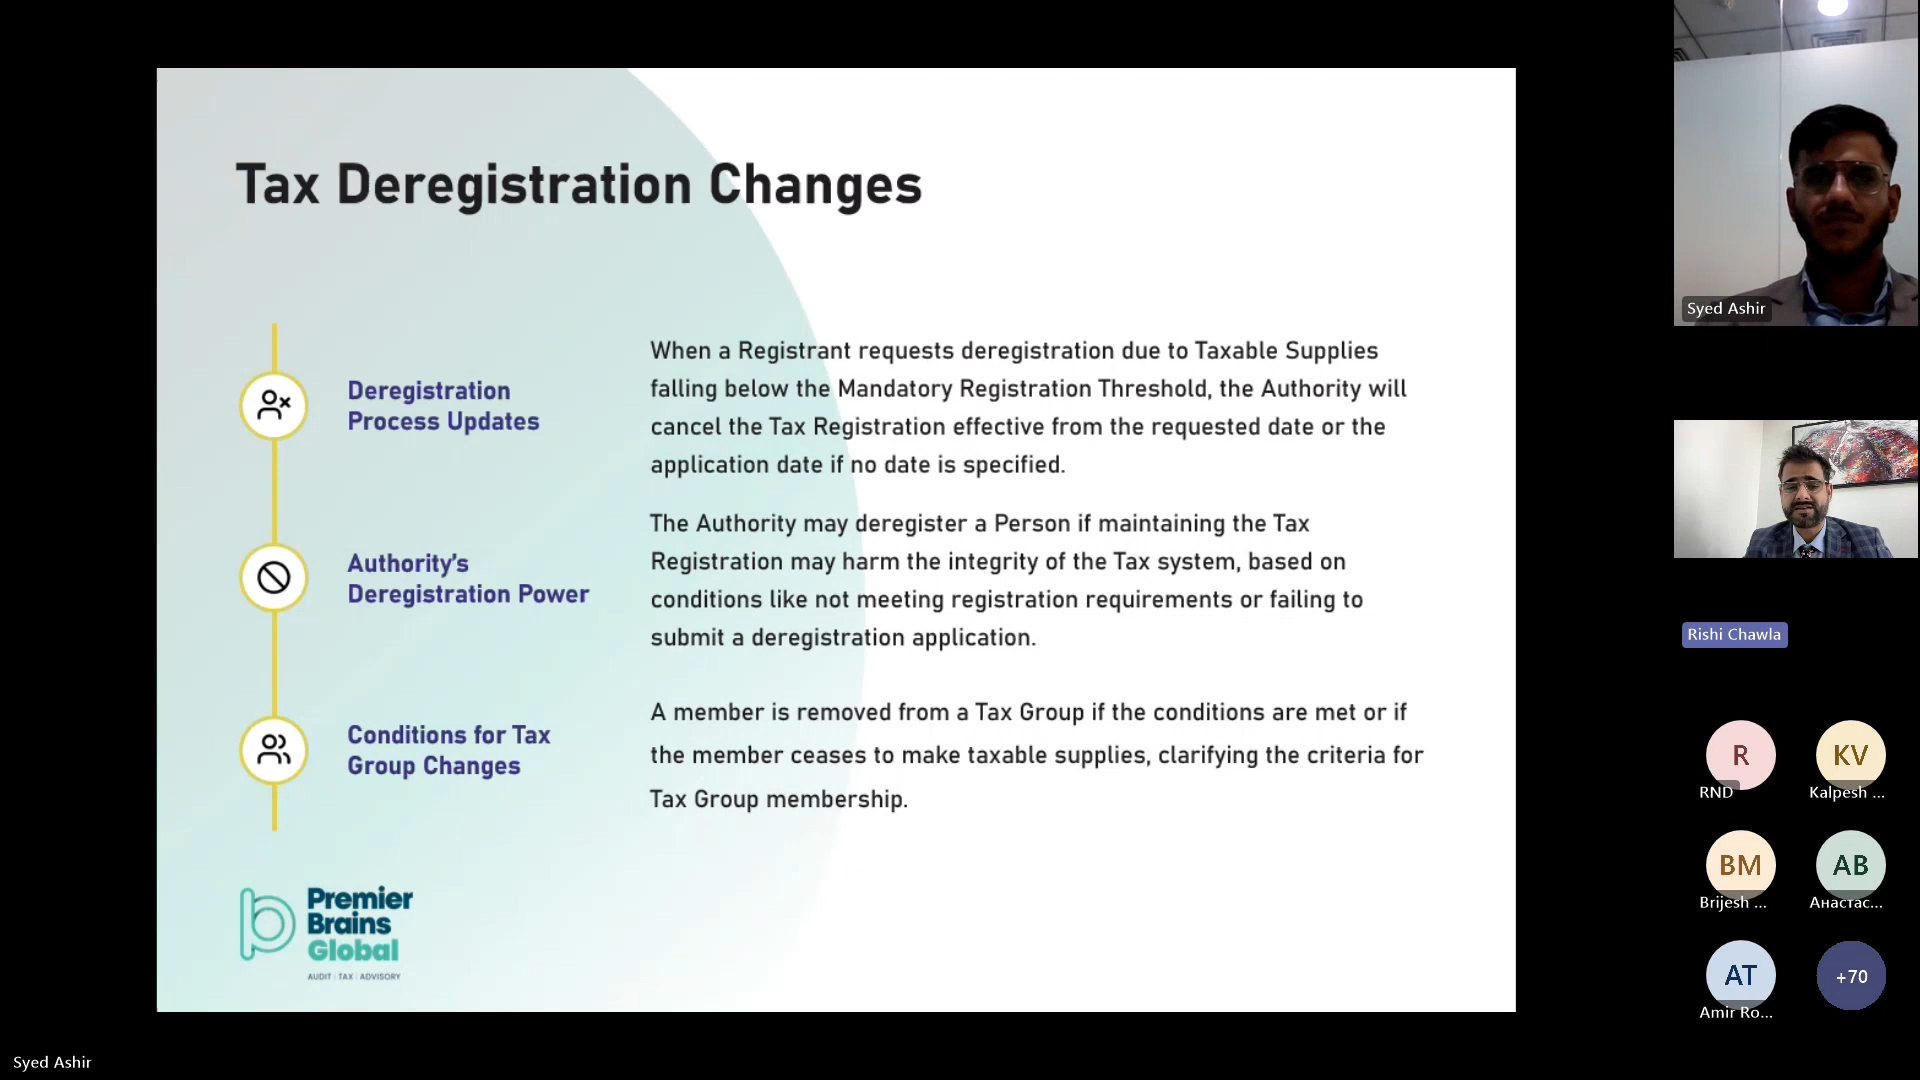 Tax Deregistration Changes
Deregistration
Process Updates
When a Registrant requests deregistration due to Taxable Supplies
falling below the Mandatory Registration Threshold, the Authority will
cancel the Tax Registration effective from the requested date or the
application date if no date is specified.
Authority's
Deregistration Power
The Authority may deregister a Person if maintaining the Tax
Registration may harm the integrity of the Tax system, based on
conditions like not meeting registration requirements or failing to
submit a deregistration application.
Conditions for Tax
Group Changes
A member is removed from a Tax Group if the conditions are met or if
the member ceases to make taxable supplies, clarifying the criteria for
Tax Group membership.
Premier
Brains
Global
AUDIT | TAX | ADVISORY
Syed Ashir
Syed Ashir
Rishi Chawla
R
RND
KV
Kalpesh ...
BM
Brijesh ...
AB
Анастас...
AT
Amir Ro...
+70